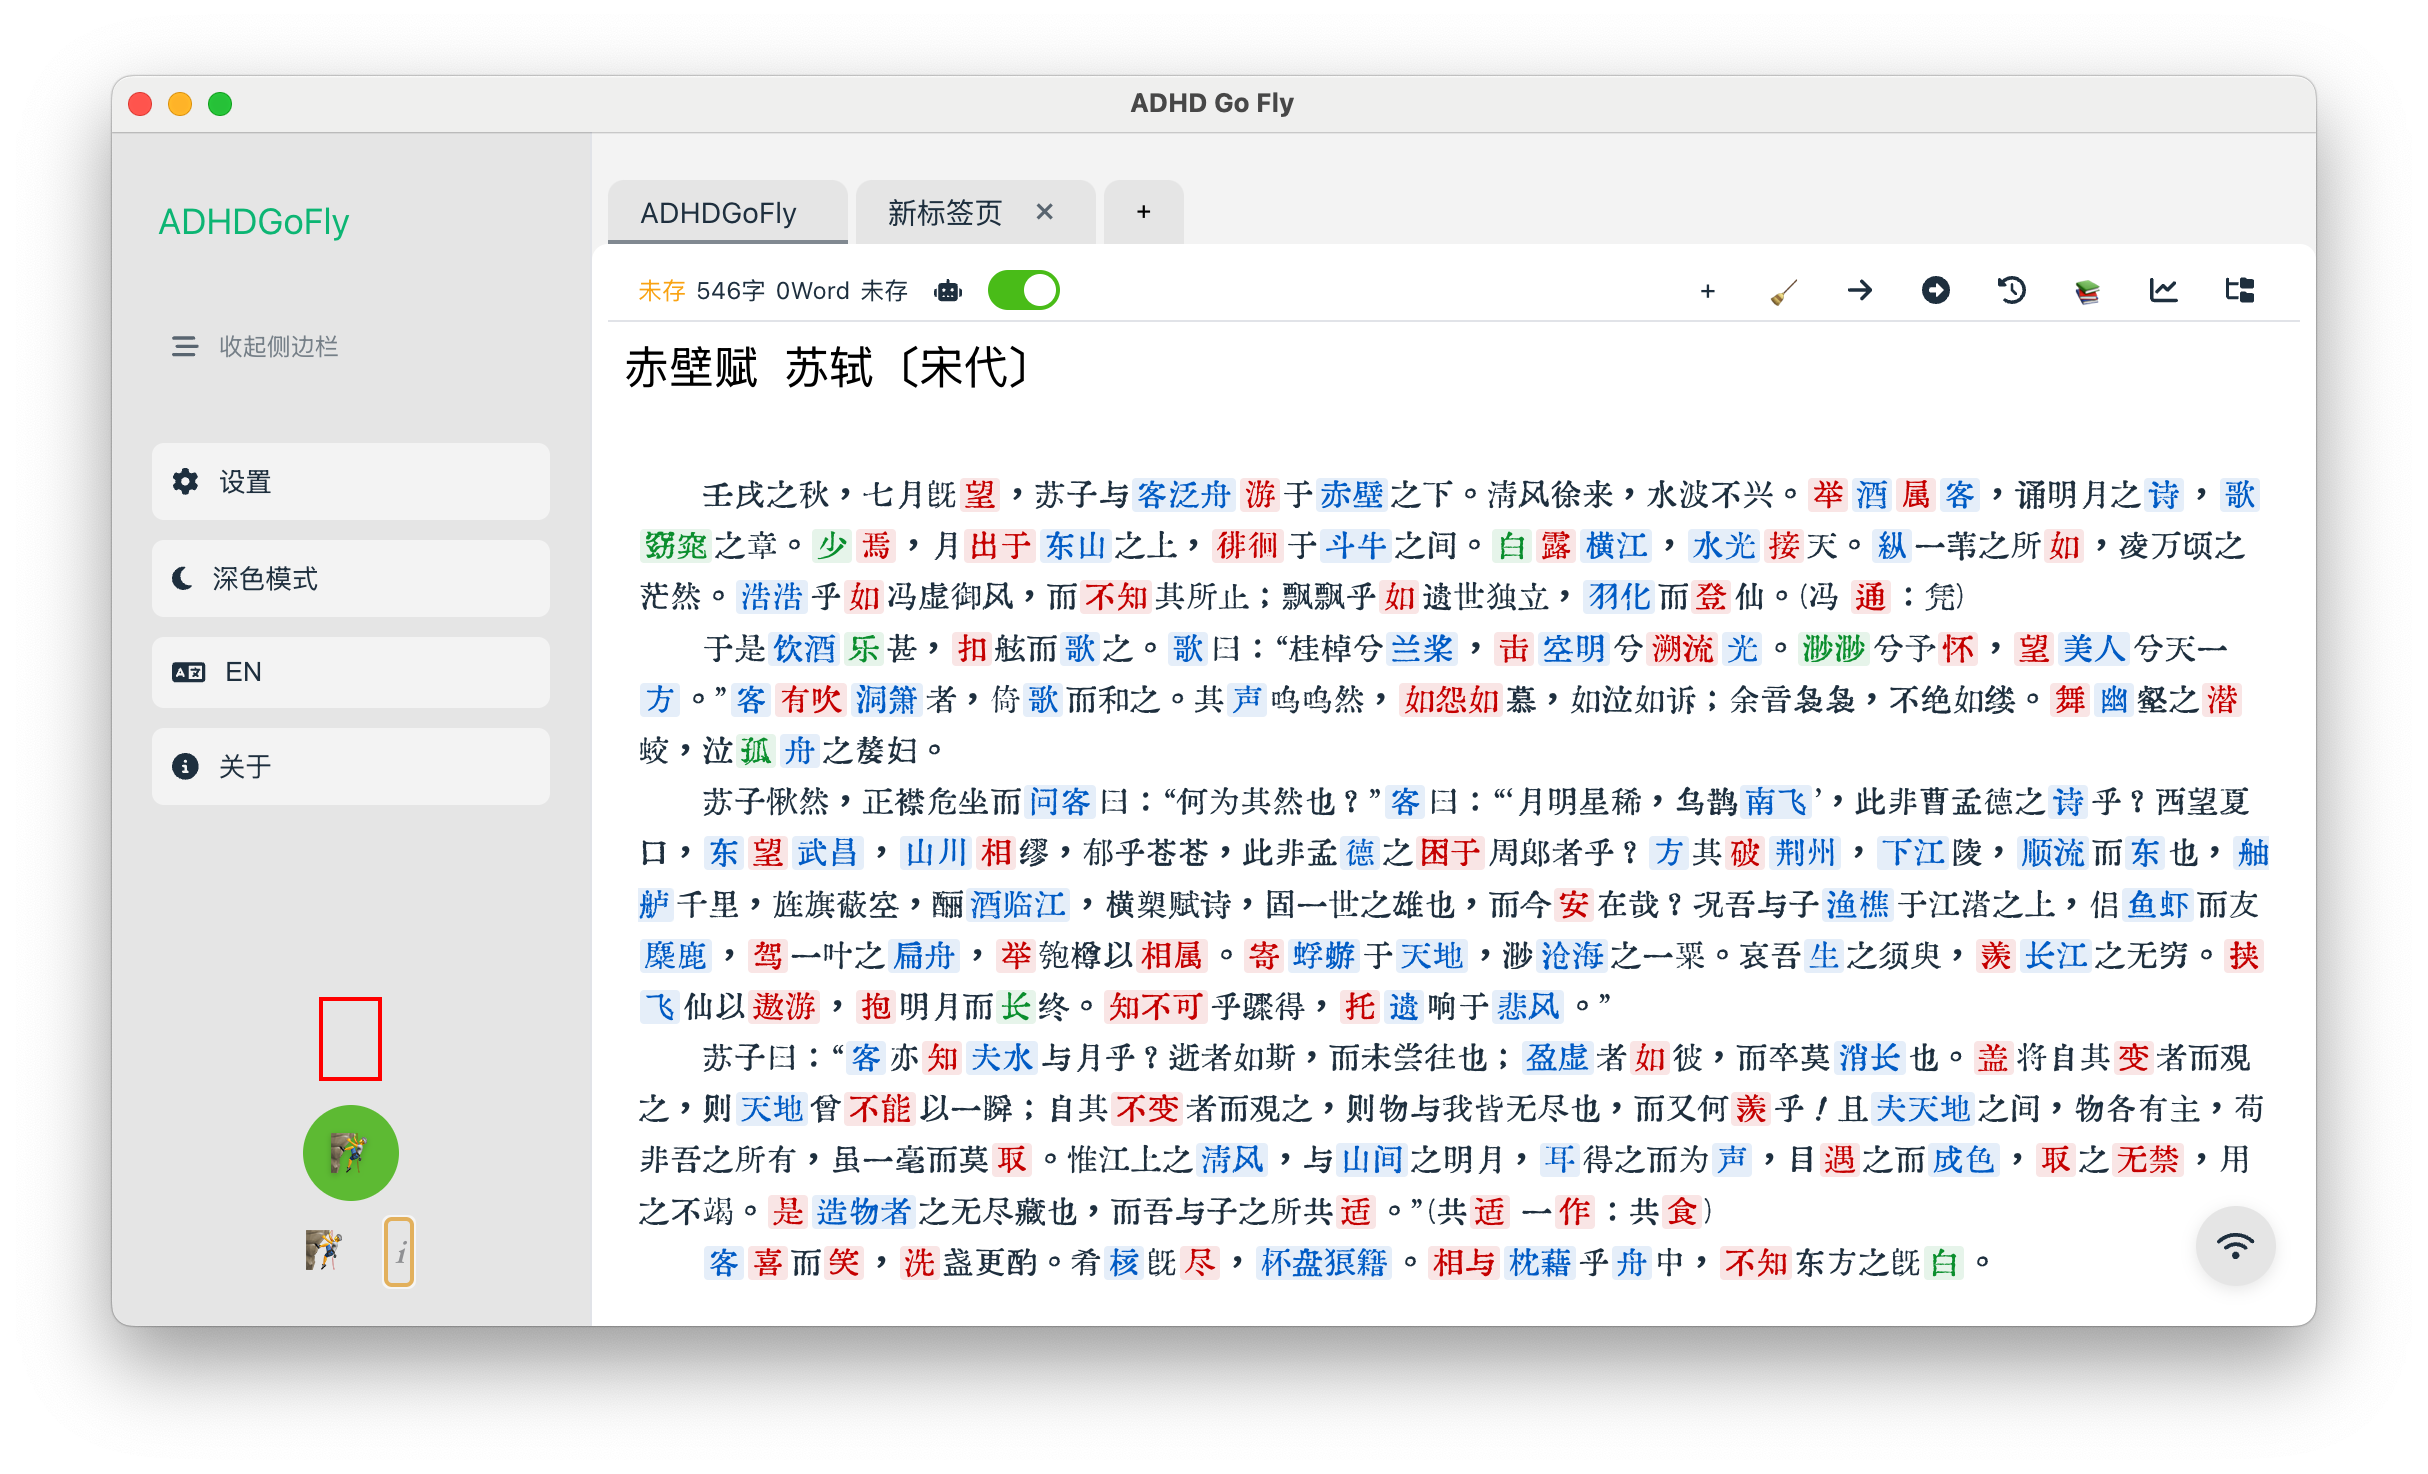 ADHD Go Fly
ADHDGoFly
收起侧边栏
设置
深色模式
EN
关于
ADHDGoFly
新标签页 ×
+
未存 546字 0Word 未存
+
赤壁赋 苏轼〔宋代〕
壬戌之秋，七月既望，苏子与客泛舟游于赤壁之下。清风徐来，水波不兴。举酒属客，诵明月之诗，歌
窈窕之章。少焉，月出于东山之上，徘徊于斗牛之间。白露横江，水光接天。纵一苇之所如，凌万顷之
茫然。浩浩乎如冯虚御风，而不知其所止；飘飘乎如遗世独立，羽化而登仙。(冯 通：凭)
于是饮酒乐甚，扣舷而歌之。歌曰：“桂棹兮兰桨，击空明兮溯流光。渺渺兮予怀，望美人兮天一
方。”客有吹洞箫者，倚歌而和之。其声呜呜然，如怨如慕，如泣如诉；余音袅袅，不绝如缕。舞幽壑之潜
蛟，泣孤舟之嫠妇。
苏子愀然，正襟危坐而问客曰：“何为其然也？”客曰：“‘月明星稀，乌鹊南飞’，此非曹孟德之诗乎？西望夏
口，东望武昌，山川相缪，郁乎苍苍，此非孟德之困于周郎者乎？方其破荆州，下江陵，顺流而东也，舳
舻千里，旌旗蔽空，酾酒临江，横槊赋诗，固一世之雄也，而今安在哉？况吾与子渔樵于江渚之上，侣鱼虾而友
麋鹿，驾一叶之扁舟，举匏樽以相属。寄蜉蝣于天地，渺沧海之一粟。哀吾生之须臾，羡长江之无穷。挟
飞仙以遨游，抱明月而长终。知不可乎骤得，托遗响于悲风。”
苏子曰：“客亦知夫水与月乎？逝者如斯，而未尝往也；盈虚者如彼，而卒莫消长也。盖将自其变者而观
之，则天地曾不能以一瞬；自其不变者而观之，则物与我皆无尽也，而又何羡乎！且夫天地之间，物各有主，苟
非吾之所有，虽一毫而莫取。惟江上之清风，与山间之明月，耳得之而为声，目遇之而成色，取之无禁，用
之不竭。是造物者之无尽藏也，而吾与子之所共适。”(共适 一作：共食)
客喜而笑，洗盏更酌。肴核既尽，杯盘狼籍。相与枕藉乎舟中，不知东方之既白。
i